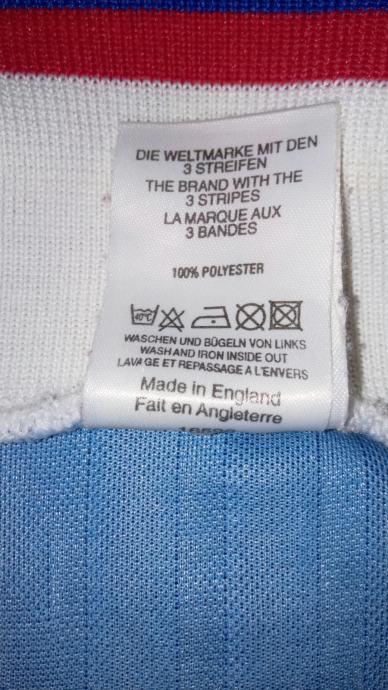 DIE WELTMARKE MIT DEN
3 STREIFEN
THE BRAND WITH THE
3 STRIPES
LA MARQUE AUX
3 BANDES
100% POLYESTER
40°C
WASCHEN UND BÜGELN VON LINKS
WASH AND IRON INSIDE OUT
LAVAGE ET REPASSAGE A L'ENVERS
Made in England
Fait en Angleterre